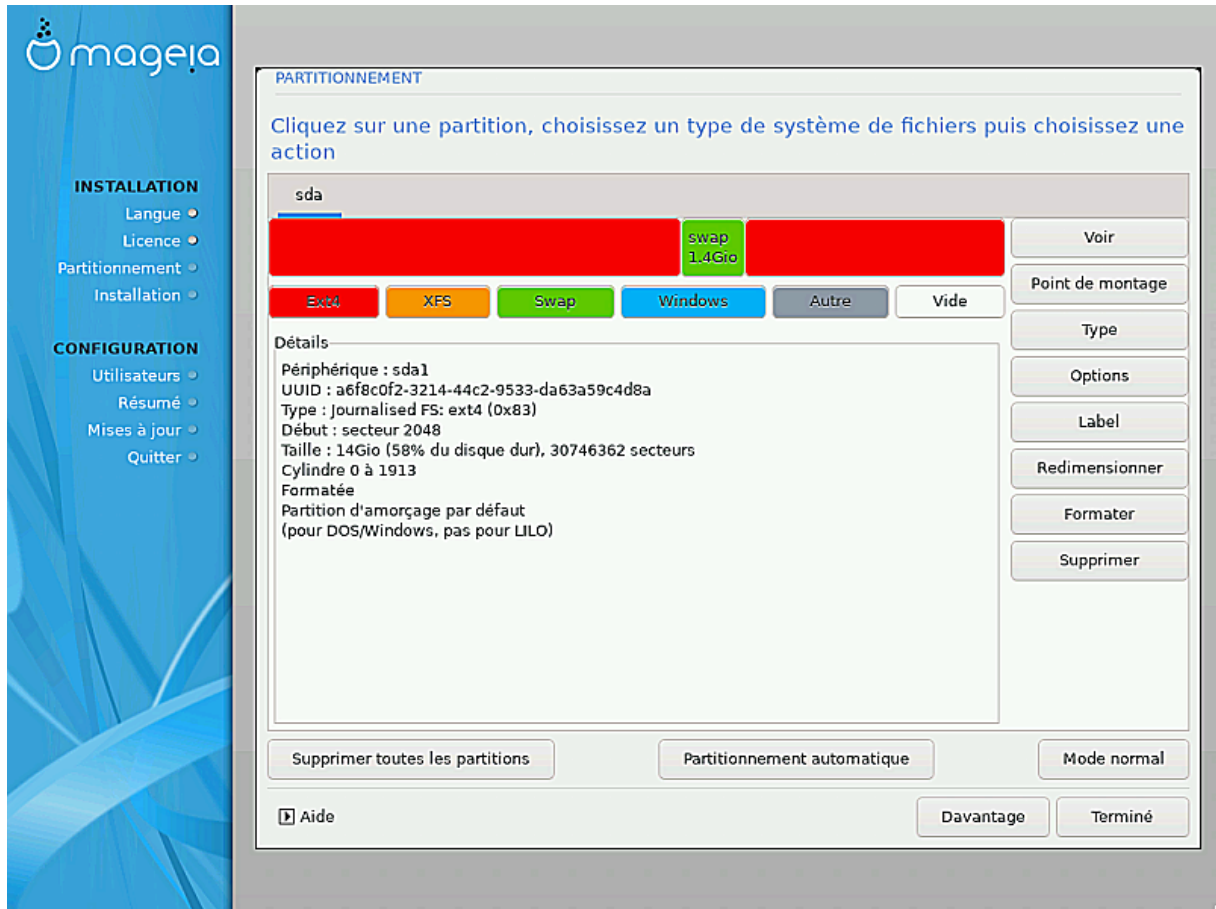 mageia
INSTALLATION
Langue
Licence
Partitionnement
Installation
CONFIGURATION
Utilisateurs
Résumé
Mises à jour
Quitter
PARTITIONNEMENT
Cliquez sur une partition, choisissez un type de système de fichiers puis choisissez une
action
sda
swap
1.4Gio
Ext4 XFS Swap Windows Autre Vide
Détails
Périphérique : sda1
UUID : a6f8c0f2-3214-44c2-9533-da63a59c4d8a
Type : Journalised FS: ext4 (0x83)
Début : secteur 2048
Taille : 14Gio (58% du disque dur), 30746362 secteurs
Cylindre 0 à 1913
Formatée
Partition d'amorçage par défaut
(pour DOS/Windows, pas pour LILO)
Voir
Point de montage
Type
Options
Label
Redimensionner
Formater
Supprimer
Supprimer toutes les partitions Partitionnement automatique Mode normal
Aide Davantage Terminé